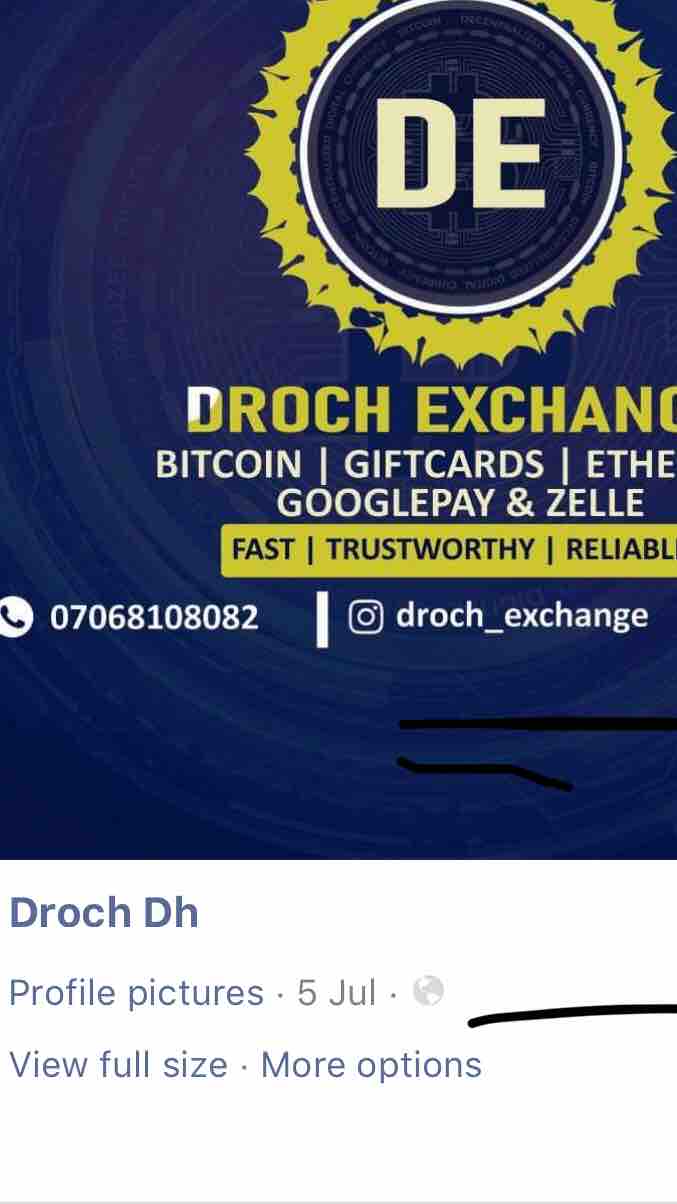 DE
DROCH EXCHANG
BITCOIN | GIFTCARDS | ETHE
GOOGLEPAY & ZELLE
FAST | TRUSTWORTHY | RELIABL
07068108082 droch_exchange
Droch Dh
Profile pictures · 5 Jul ·
View full size · More options